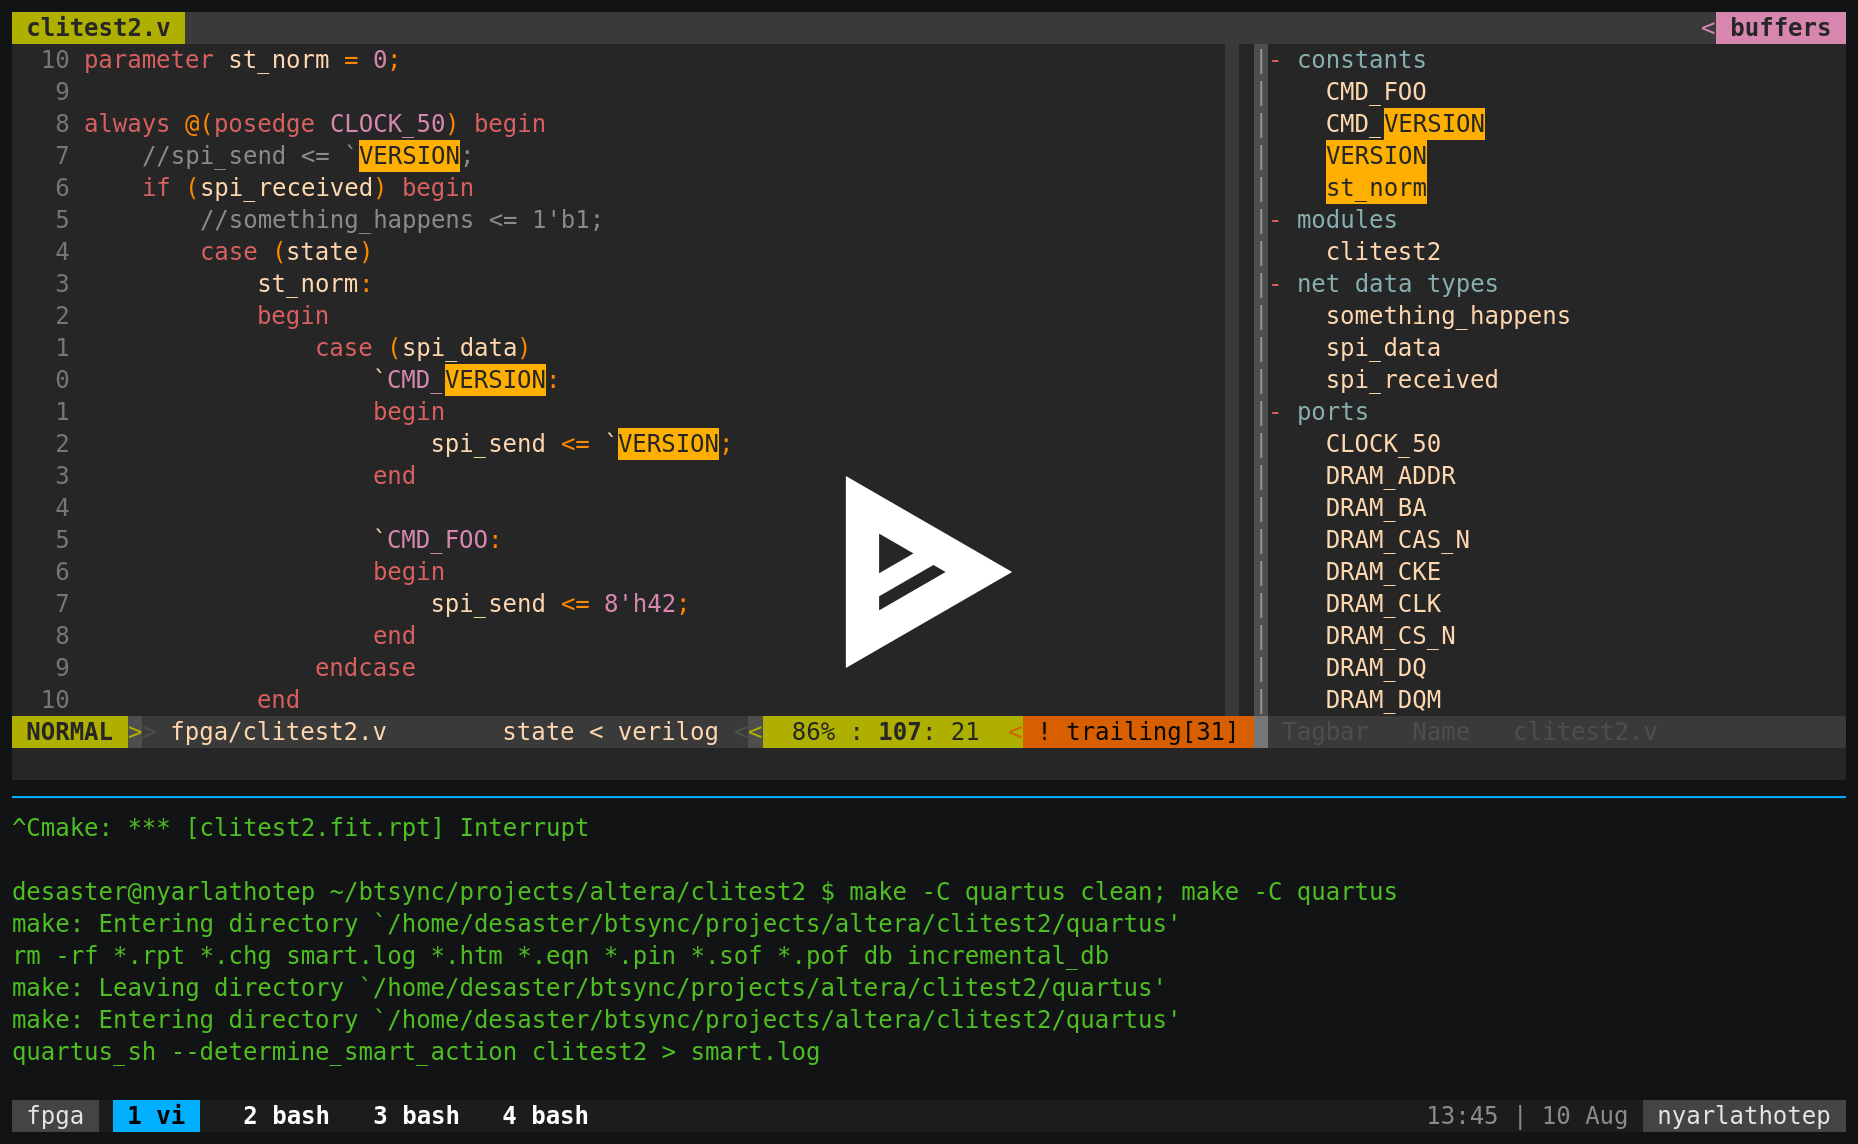 clitest2.v < buffers
10 parameter st_norm = 0;
9
8 always @(posedge CLOCK_50) begin
7 //spi_send <= `VERSION;
6 if (spi_received) begin
5 //something_happens <= 1'b1;
4 case (state)
3 st_norm:
2 begin
1 case (spi_data)
0 `CMD_VERSION:
1 begin
2 spi_send <= `VERSION;
3 end
4
5 `CMD_FOO:
6 begin
7 spi_send <= 8'h42;
8 end
9 endcase
10 end
- constants
CMD_FOO
CMD_VERSION
VERSION
st_norm
- modules
clitest2
- net data types
something_happens
spi_data
spi_received
- ports
CLOCK_50
DRAM_ADDR
DRAM_BA
DRAM_CAS_N
DRAM_CKE
DRAM_CLK
DRAM_CS_N
DRAM_DQ
DRAM_DQM
NORMAL >> fpga/clitest2.v state < verilog << 86% : 107: 21 < ! trailing[31] Tagbar Name clitest2.v
^Cmake: *** [clitest2.fit.rpt] Interrupt
desaster@nyarlathotep ~/btsync/projects/altera/clitest2 $ make -C quartus clean; make -C quartus
make: Entering directory `/home/desaster/btsync/projects/altera/clitest2/quartus'
rm -rf *.rpt *.chg smart.log *.htm *.eqn *.pin *.sof *.pof db incremental_db
make: Leaving directory `/home/desaster/btsync/projects/altera/clitest2/quartus'
make: Entering directory `/home/desaster/btsync/projects/altera/clitest2/quartus'
quartus_sh --determine_smart_action clitest2 > smart.log
fpga 1 vi 2 bash 3 bash 4 bash 13:45 | 10 Aug nyarlathotep